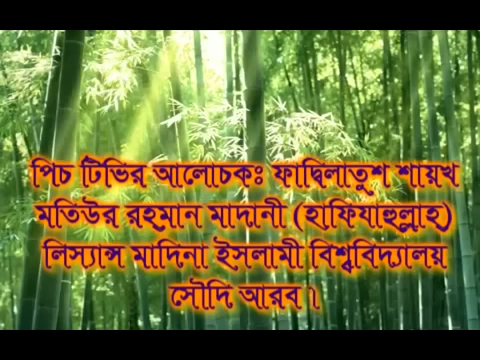 পিচ টিভির আলোচকঃ ফাদ্বিলাতুশ শায়খ
মতিউর রহমান মাদানী (হাফিযাহুল্লাহ)
লিস্যান্স মাদিনা ইসলামী বিশ্ববিদ্যালয়
সৌদি আরব।